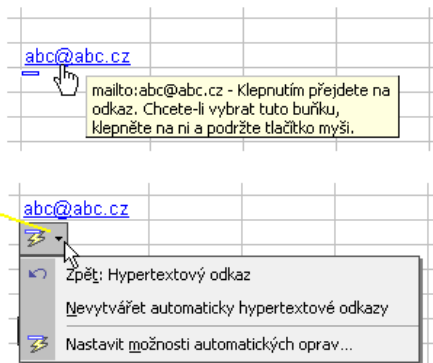 abc@abc.cz
mailto:abc@abc.cz - Klepnutím přejdete na
odkaz. Chcete-li vybrat tuto buňku,
klepněte na ni a podržte tlačítko myši.
abc@abc.cz
Zpět: Hypertextový odkaz
Nevytvářet automaticky hypertextové odkazy
Nastavit možnosti automatických oprav...